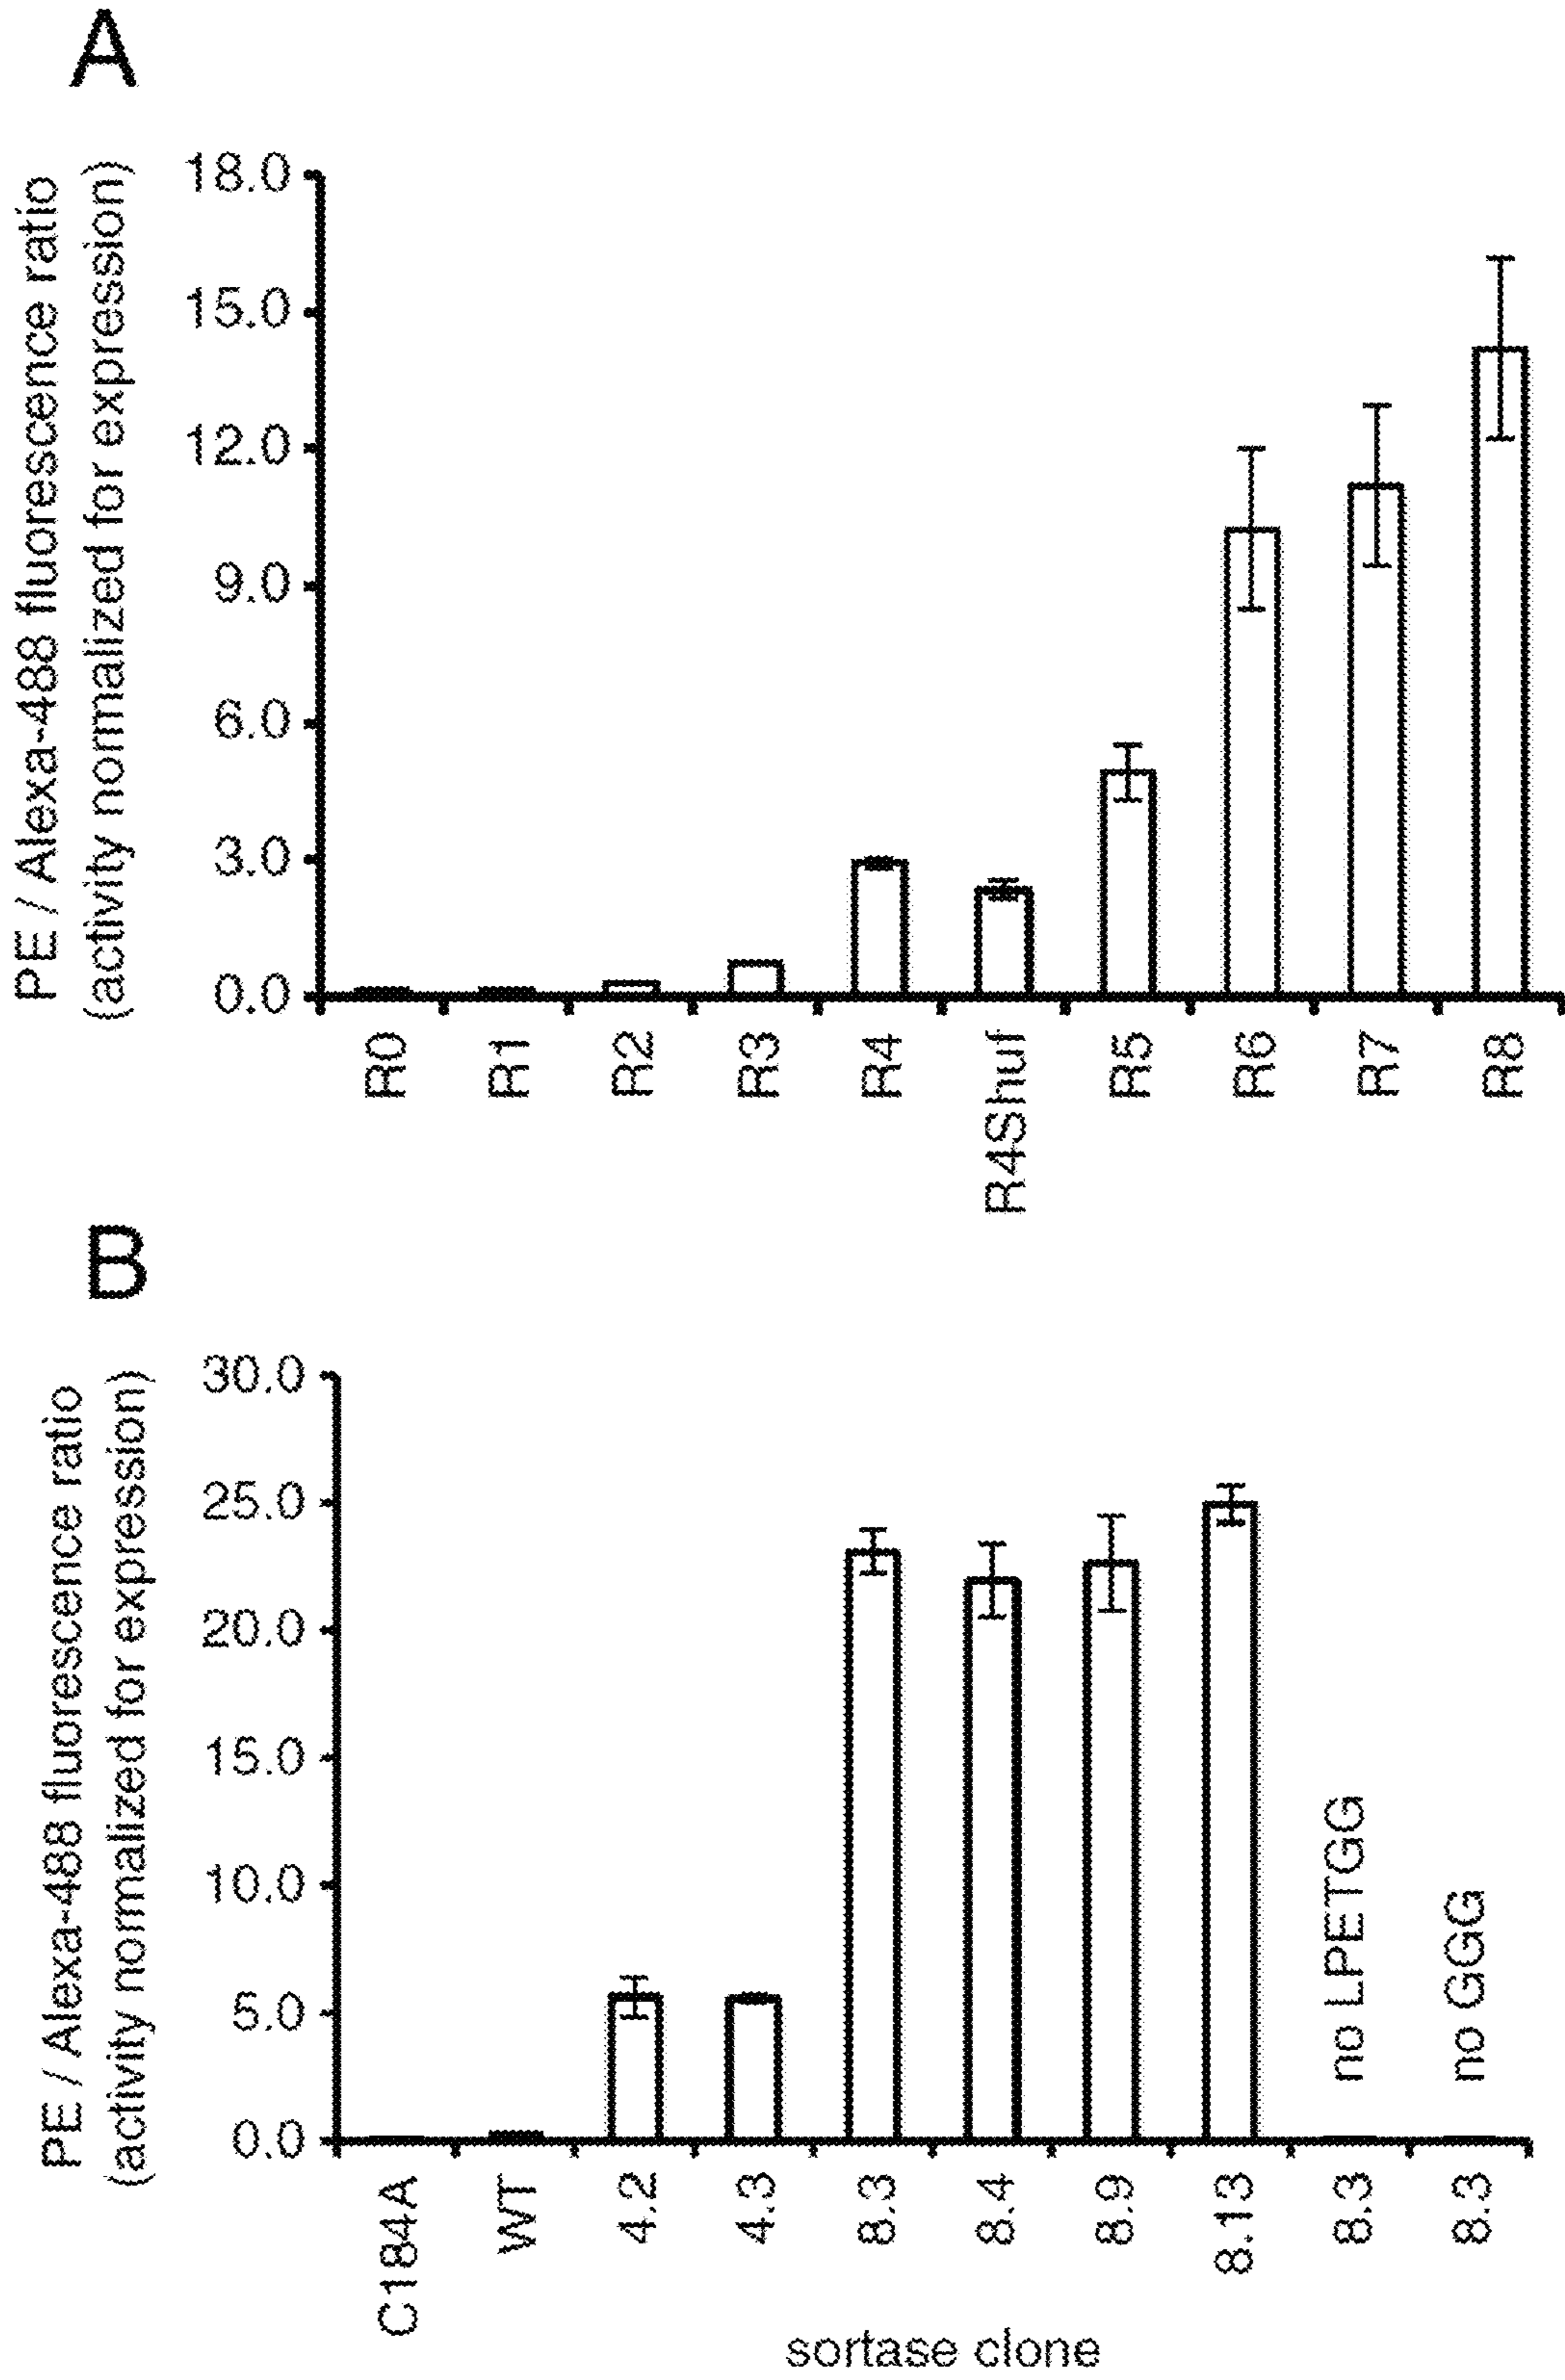 A
PE / Alexa-488 fluorescence ratio
(activity normalized for expression)
18.0
15.0
12.0
9.0
6.0
3.0
0.0
R0
R1
R2
R3
R4
R4Shuf
R5
R6
R7
R8
B
PE / Alexa-488 fluorescence ratio
(activity normalized for expression)
30.0
25.0
20.0
15.0
10.0
5.0
0.0
no LPETGG
no GGG
C184A
WT
4.2
4.3
8.3
8.4
8.9
8.13
8.3
8.3
sortase clone